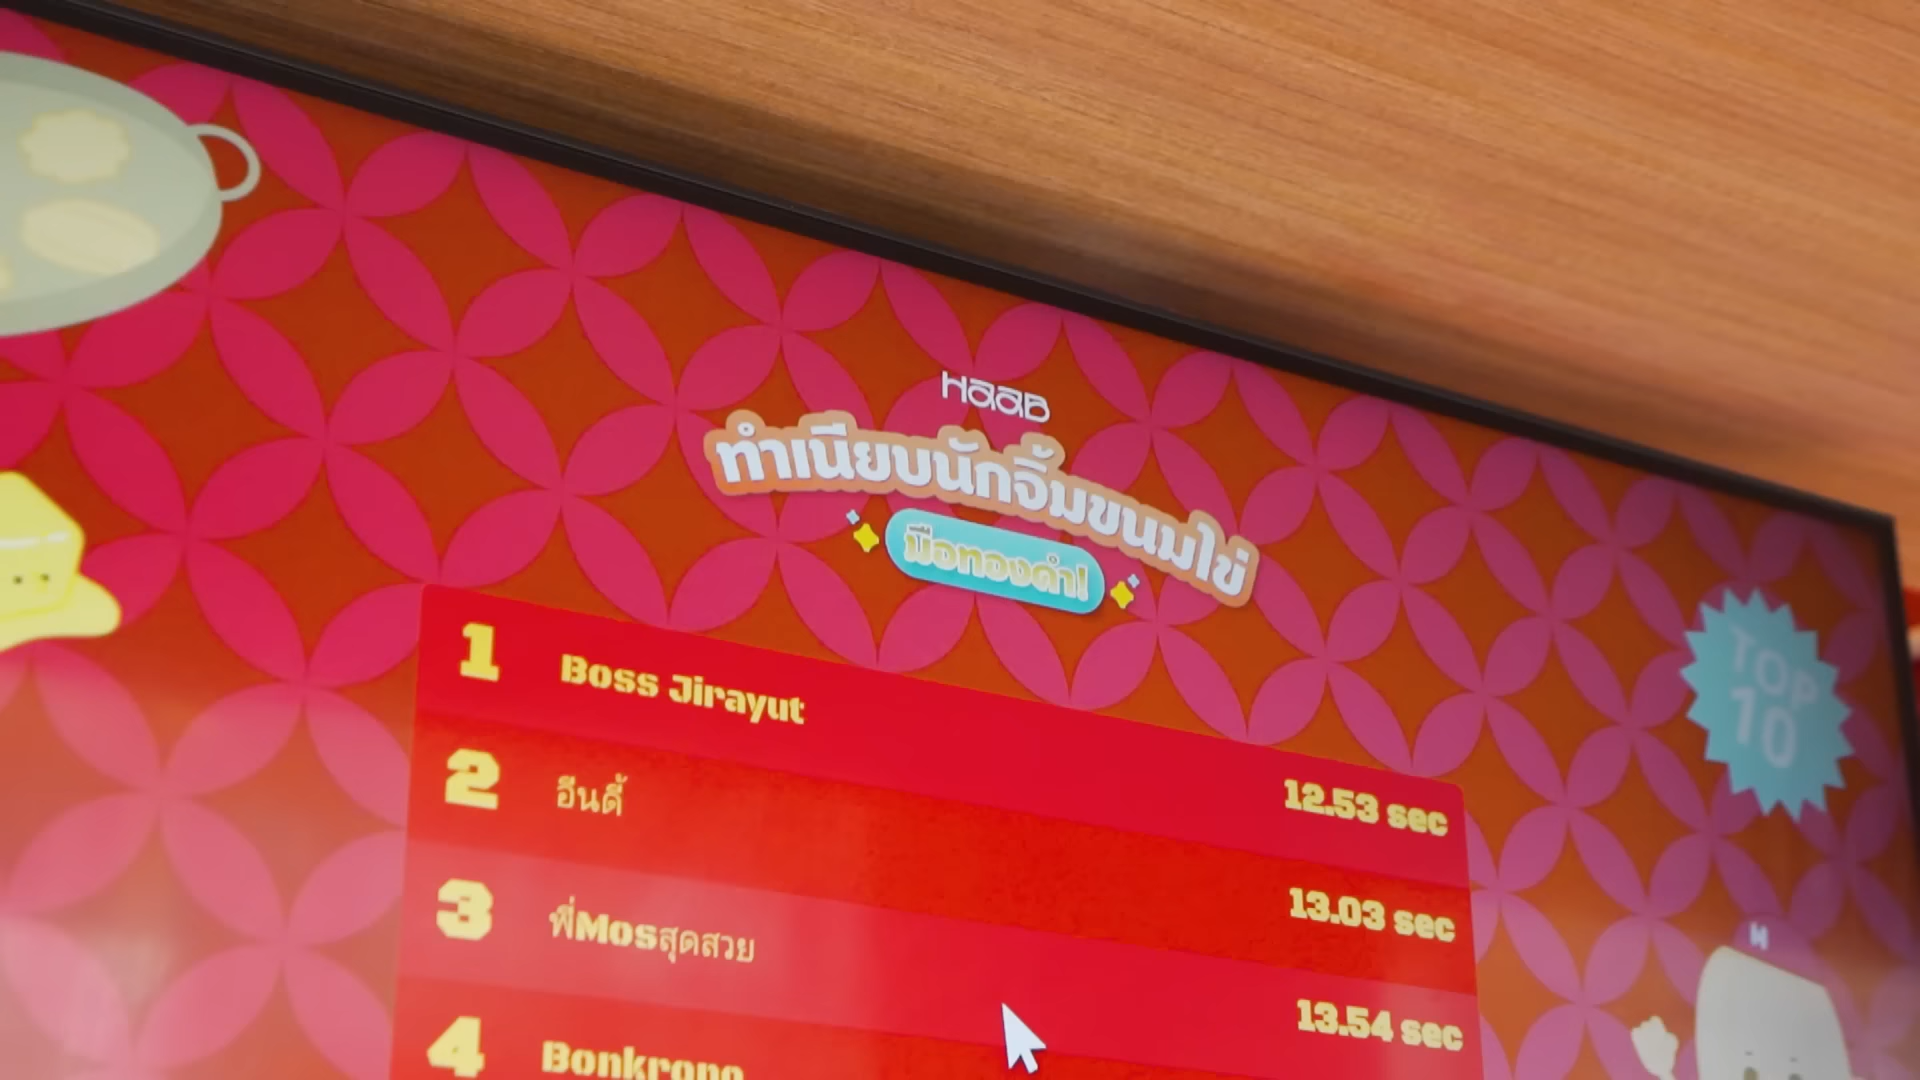 HAAB
ทำเนียบนักจิ้มขนมไข่
มือทองคำ!
TOP
10
1 Boss Jirayut 12.53 sec
2 อีนดี้ 13.03 sec
3 พี่Mosสุดสวย 13.54 sec
4
H